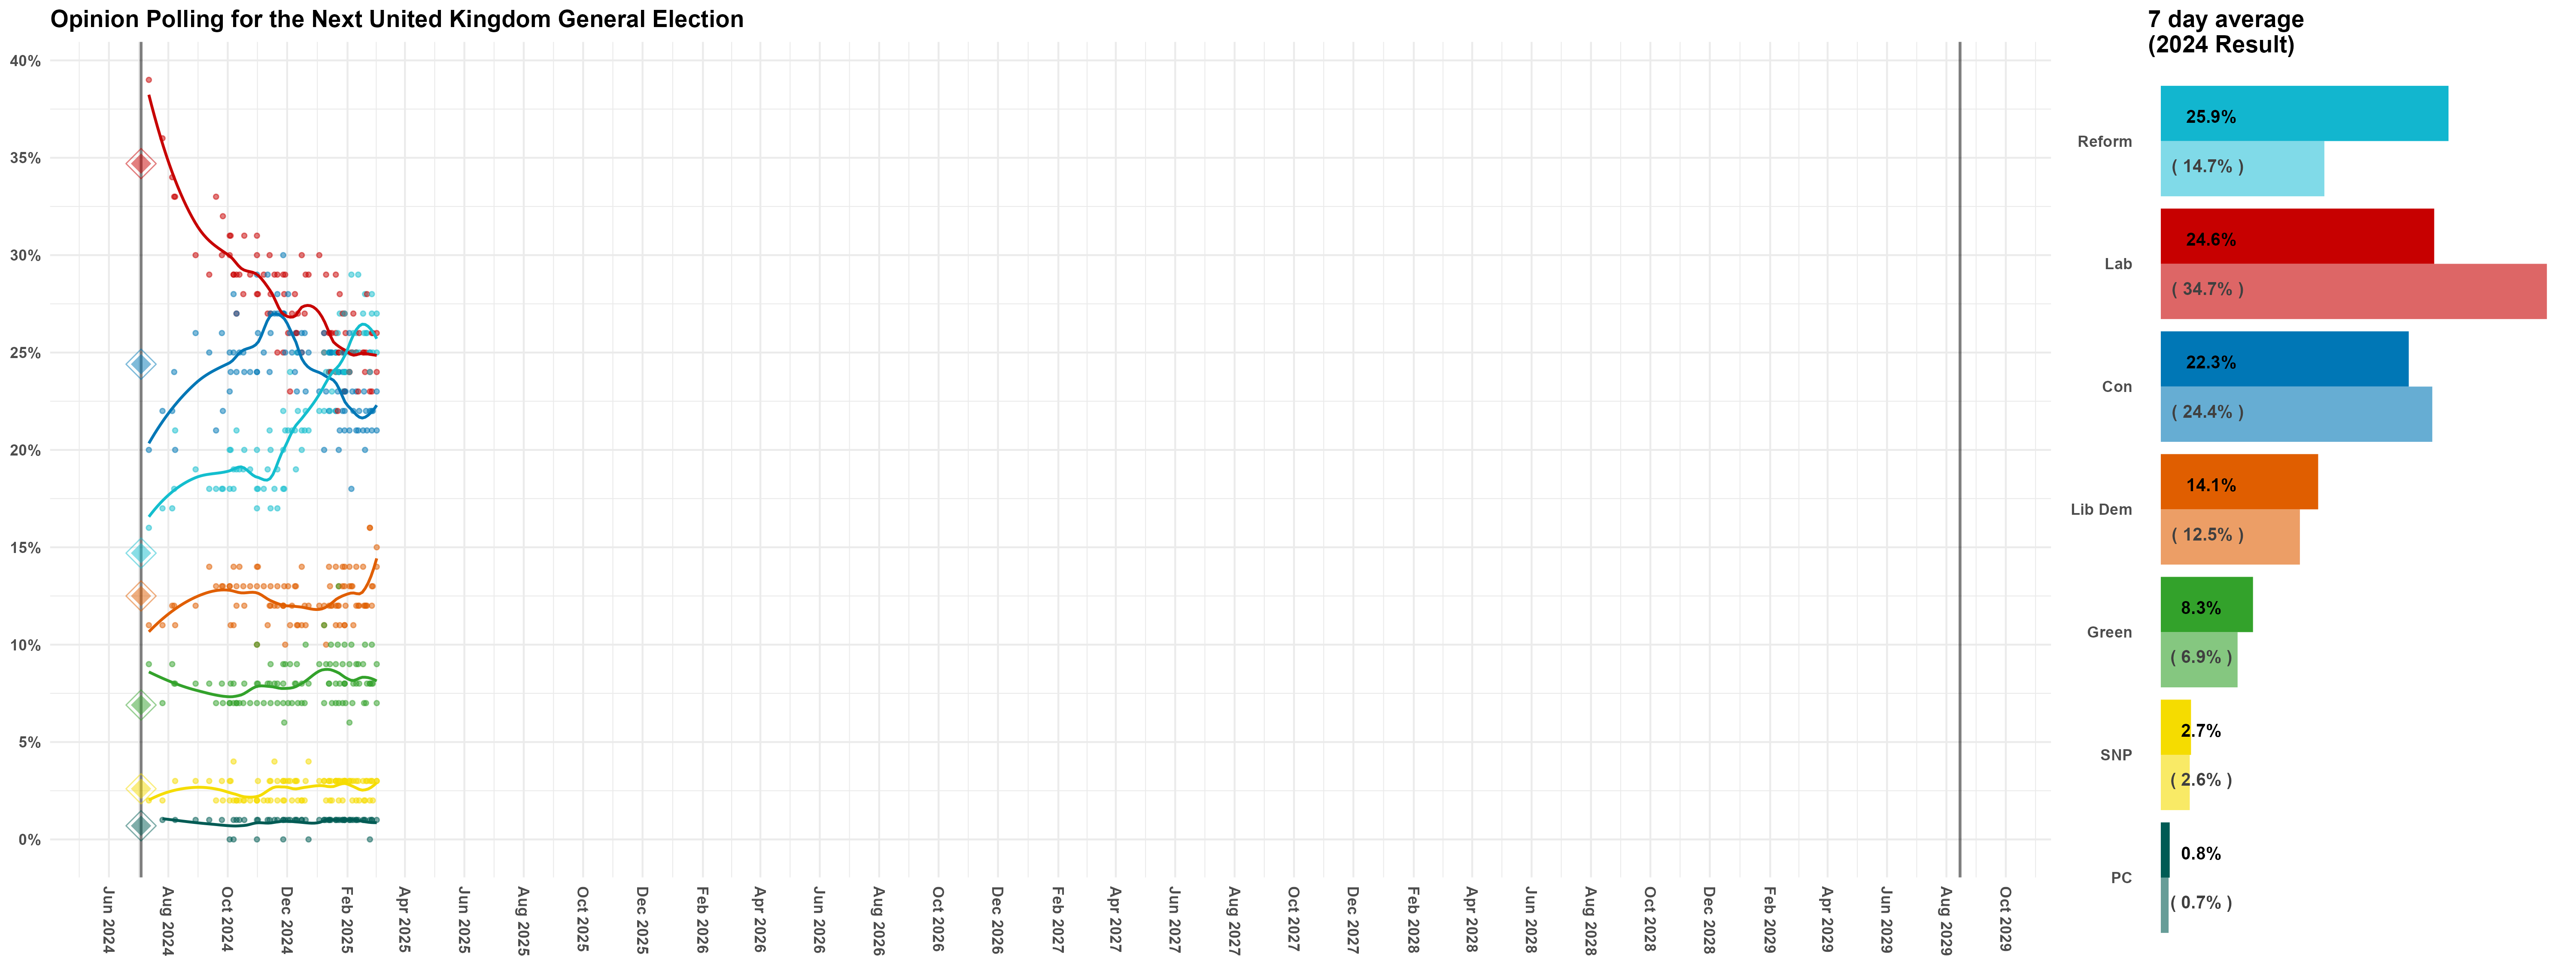 Opinion Polling for the Next United Kingdom General Election
40%
35%
30%
25%
20%
15%
10%
5%
0%
Jun 2024
Aug 2024
Oct 2024
Dec 2024
Feb 2025
Apr 2025
Jun 2025
Aug 2025
Oct 2025
Dec 2025
Feb 2026
Apr 2026
Jun 2026
Aug 2026
Oct 2026
Dec 2026
Feb 2027
Apr 2027
Jun 2027
Aug 2027
Oct 2027
Dec 2027
Feb 2028
Apr 2028
Jun 2028
Aug 2028
Oct 2028
Dec 2028
Feb 2029
Apr 2029
Jun 2029
Aug 2029
Oct 2029
7 day average
(2024 Result)
Reform
25.9%
( 14.7% )
Lab
24.6%
( 34.7% )
Con
22.3%
( 24.4% )
Lib Dem
14.1%
( 12.5% )
Green
8.3%
( 6.9% )
SNP
2.7%
( 2.6% )
PC
0.8%
( 0.7% )